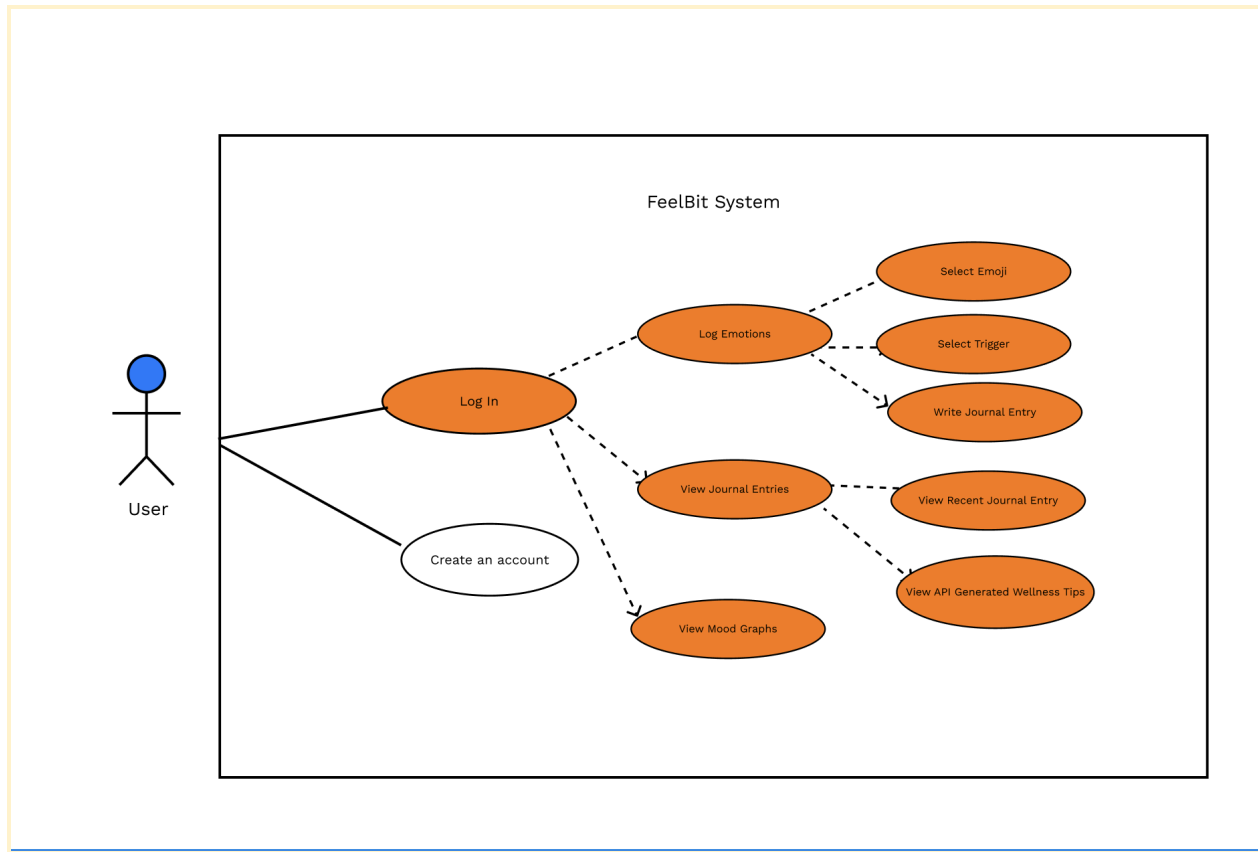 FeelBit System
Select Emoji
Log Emotions
Select Trigger
Log In
Write Journal Entry
View Journal Entries
View Recent Journal Entry
User
Create an account
View API Generated Wellness Tips
View Mood Graphs